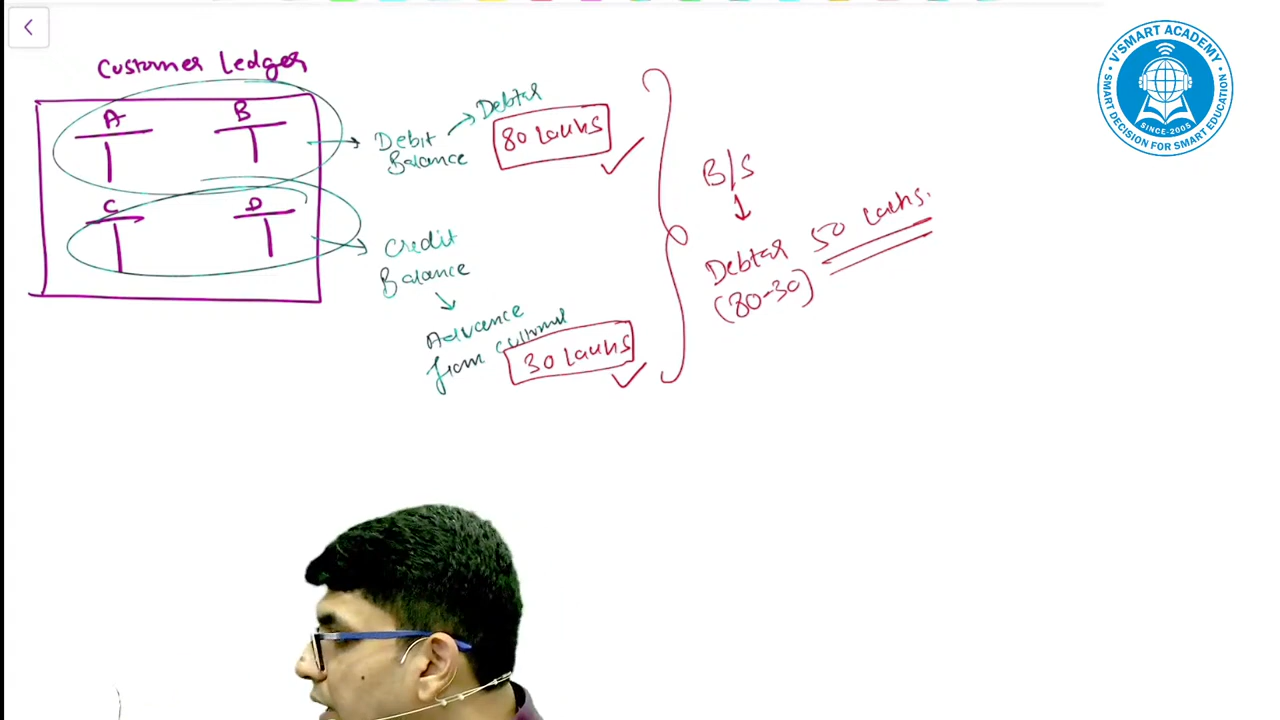 Customer Ledger
A
B
C
D
Debit
Balance
Debtor
80 lakhs
Credit
Balance
Advance
from customer
30 lakhs
B/S
Debtor 50 lakhs.
(80-30)
V'SMART ACADEMY
SINCE-2005
SMART DECISION FOR SMART EDUCATION